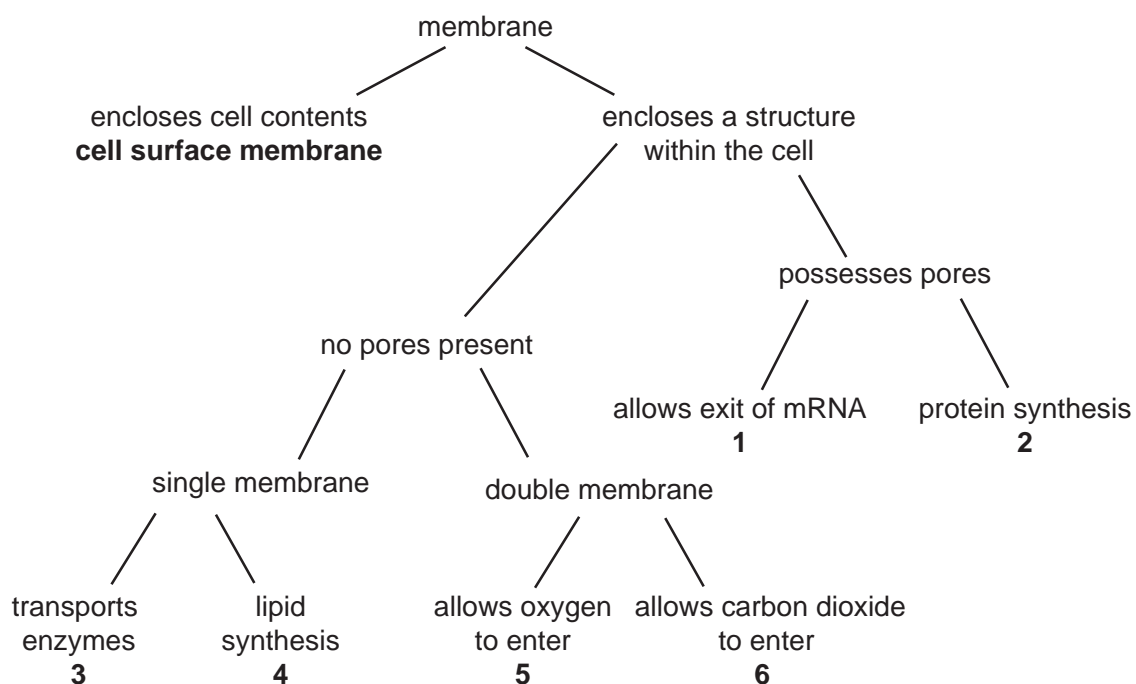 membrane
encloses cell contents
cell surface membrane
encloses a structure
within the cell
possesses pores
no pores present
allows exit of mRNA
1
protein synthesis
2
single membrane
double membrane
transports
enzymes
3
lipid
synthesis
4
allows oxygen
to enter
5
allows carbon dioxide
to enter
6